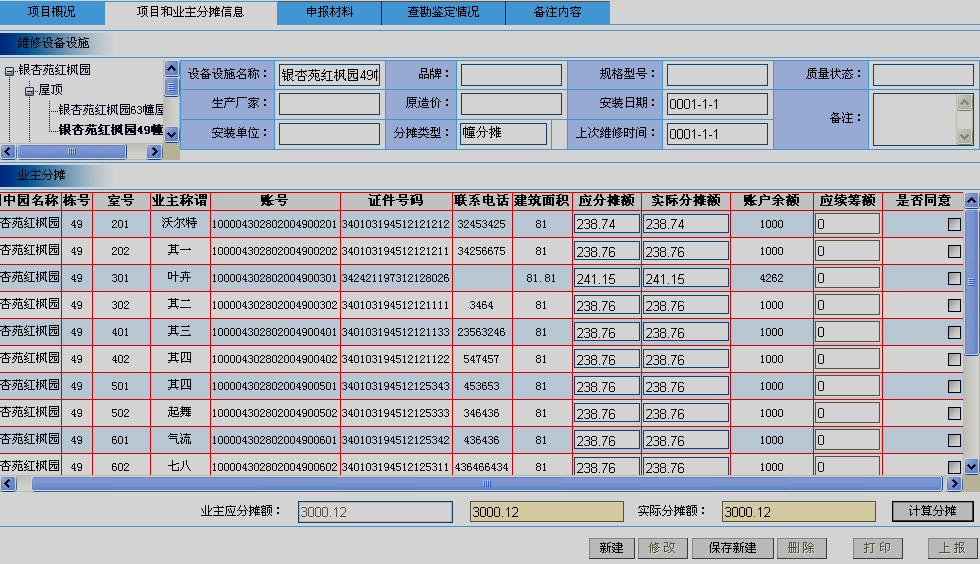 项目概况 项目和业主分摊信息 申报材料 查勘鉴定情况 备注内容
维修设备设施
银杏苑红枫园
屋顶
银杏苑红枫园63幢屋
银杏苑红枫园49幢
设备设施名称： 银杏苑红枫园49幢 品牌： 规格型号： 质量状态：
生产厂家： 原造价： 安装日期： 0001-1-1 备注：
安装单位： 分摊类型： 幢分摊 上次维修时间： 0001-1-1
业主分摊
中园名称 栋号 室号 业主称谓 账号 证件号码 联系电话 建筑面积 应分摊额 实际分摊额 账户余额 应续筹额 是否同意
杏苑红枫园 49 201 沃尔特 100004302802004900201 340103194512121212 32453425 81 238.74 238.74 1000 0
杏苑红枫园 49 202 其一 100004302802004900202 340103194512121211 34256675 81 238.76 238.76 1000 0
杏苑红枫园 49 301 叶卉 100004302802004900301 342421197312128026 81.81 241.15 241.15 4262 0
杏苑红枫园 49 302 其二 100004302802004900302 340103194512121111 3464 81 238.76 238.76 1000 0
杏苑红枫园 49 401 其三 100004302802004900401 340103194512121133 23563246 81 238.76 238.76 1000 0
杏苑红枫园 49 402 其四 100004302802004900402 340103194512121122 547457 81 238.76 238.76 1000 0
杏苑红枫园 49 501 其四 100004302802004900501 340103194512125343 453653 81 238.76 238.76 1000 0
杏苑红枫园 49 502 起舞 100004302802004900502 340103194512125333 346436 81 238.76 238.76 1000 0
杏苑红枫园 49 601 气流 100004302802004900601 340103194512125342 436436 81 238.76 238.76 1000 0
杏苑红枫园 49 602 七八 100004302802004900602 340103194512125311 436466434 81 238.76 238.76 1000 0
业主应分摊额： 3000.12 3000.12 实际分摊额： 3000.12 计算分摊
新建 修改 保存新建 删除 打印 上报